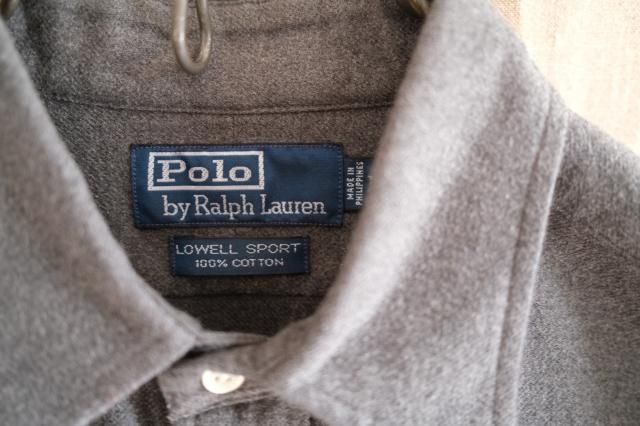 Polo
by Ralph Lauren
MADE IN
PHILIPPINES
LOWELL SPORT
100% COTTON